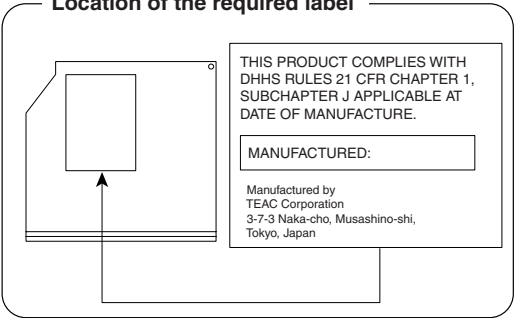 Location of the required label
THIS PRODUCT COMPLIES WITH
DHHS RULES 21 CFR CHAPTER 1,
SUBCHAPTER J APPLICABLE AT
DATE OF MANUFACTURE.
MANUFACTURED:
Manufactured by
TEAC Corporation
3-7-3 Naka-cho, Musashino-shi,
Tokyo, Japan